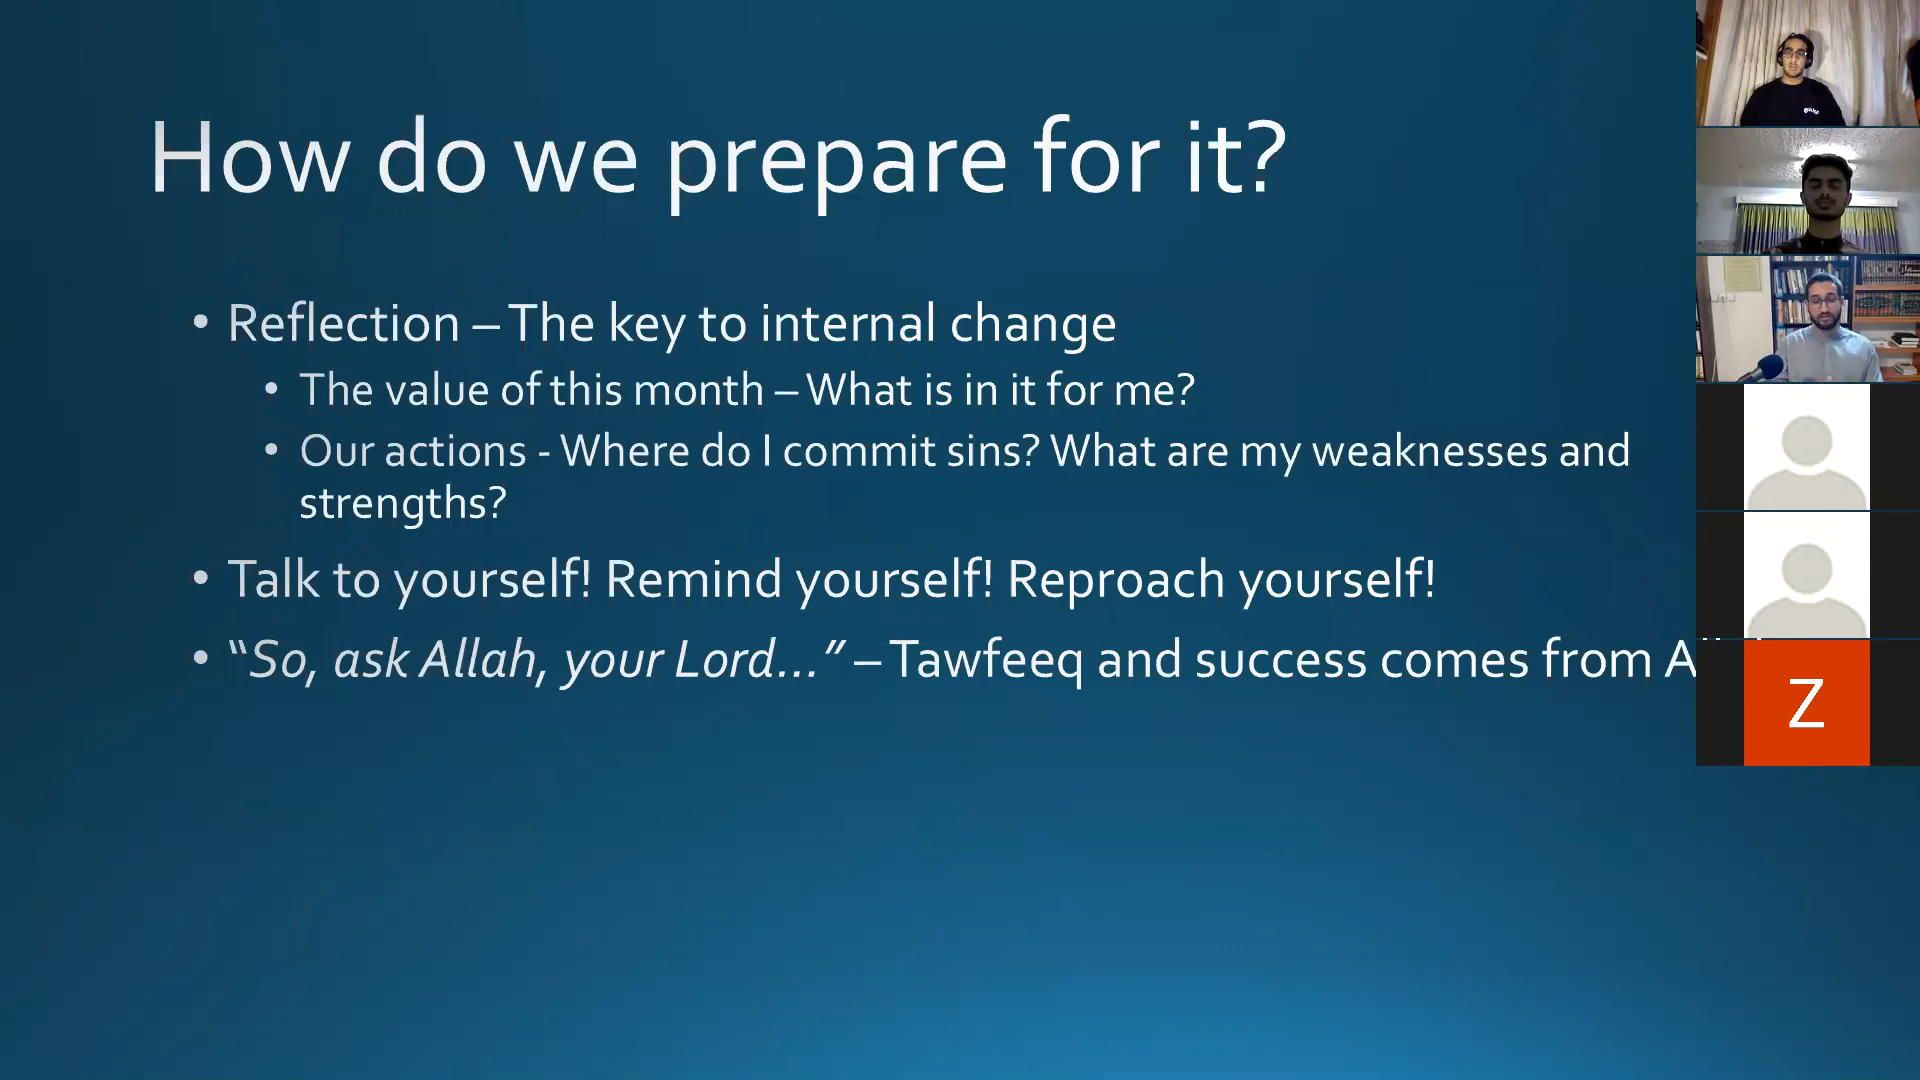 How do we prepare for it?
• Reflection – The key to internal change
• The value of this month – What is in it for me?
• Our actions - Where do I commit sins? What are my weaknesses and
strengths?
• Talk to yourself! Remind yourself! Reproach yourself!
• “So, ask Allah, your Lord...” – Tawfeeq and success comes from
Z